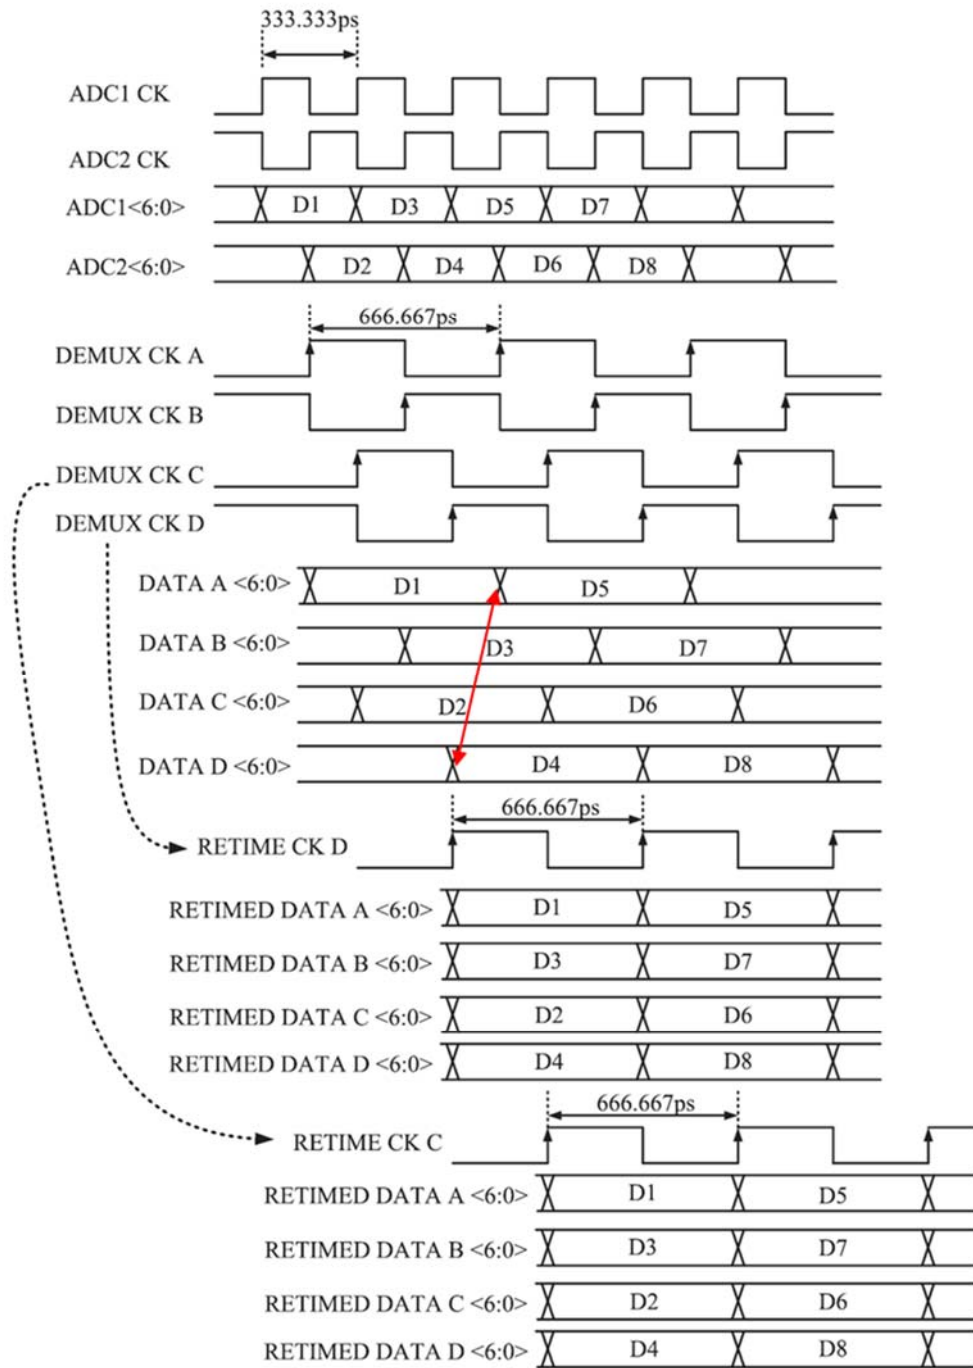 333.333ps
ADC1 CK
ADC2 CK
ADC1<6:0> D1 D3 D5 D7
ADC2<6:0> D2 D4 D6 D8
666.667ps
DEMUX CK A
DEMUX CK B
DEMUX CK C
DEMUX CK D
DATA A <6:0> D1 D5
DATA B <6:0> D3 D7
DATA C <6:0> D2 D6
DATA D <6:0> D4 D8
666.667ps
RETIME CK D
RETIMED DATA A <6:0> D1 D5
RETIMED DATA B <6:0> D3 D7
RETIMED DATA C <6:0> D2 D6
RETIMED DATA D <6:0> D4 D8
666.667ps
RETIME CK C
RETIMED DATA A <6:0> D1 D5
RETIMED DATA B <6:0> D3 D7
RETIMED DATA C <6:0> D2 D6
RETIMED DATA D <6:0> D4 D8